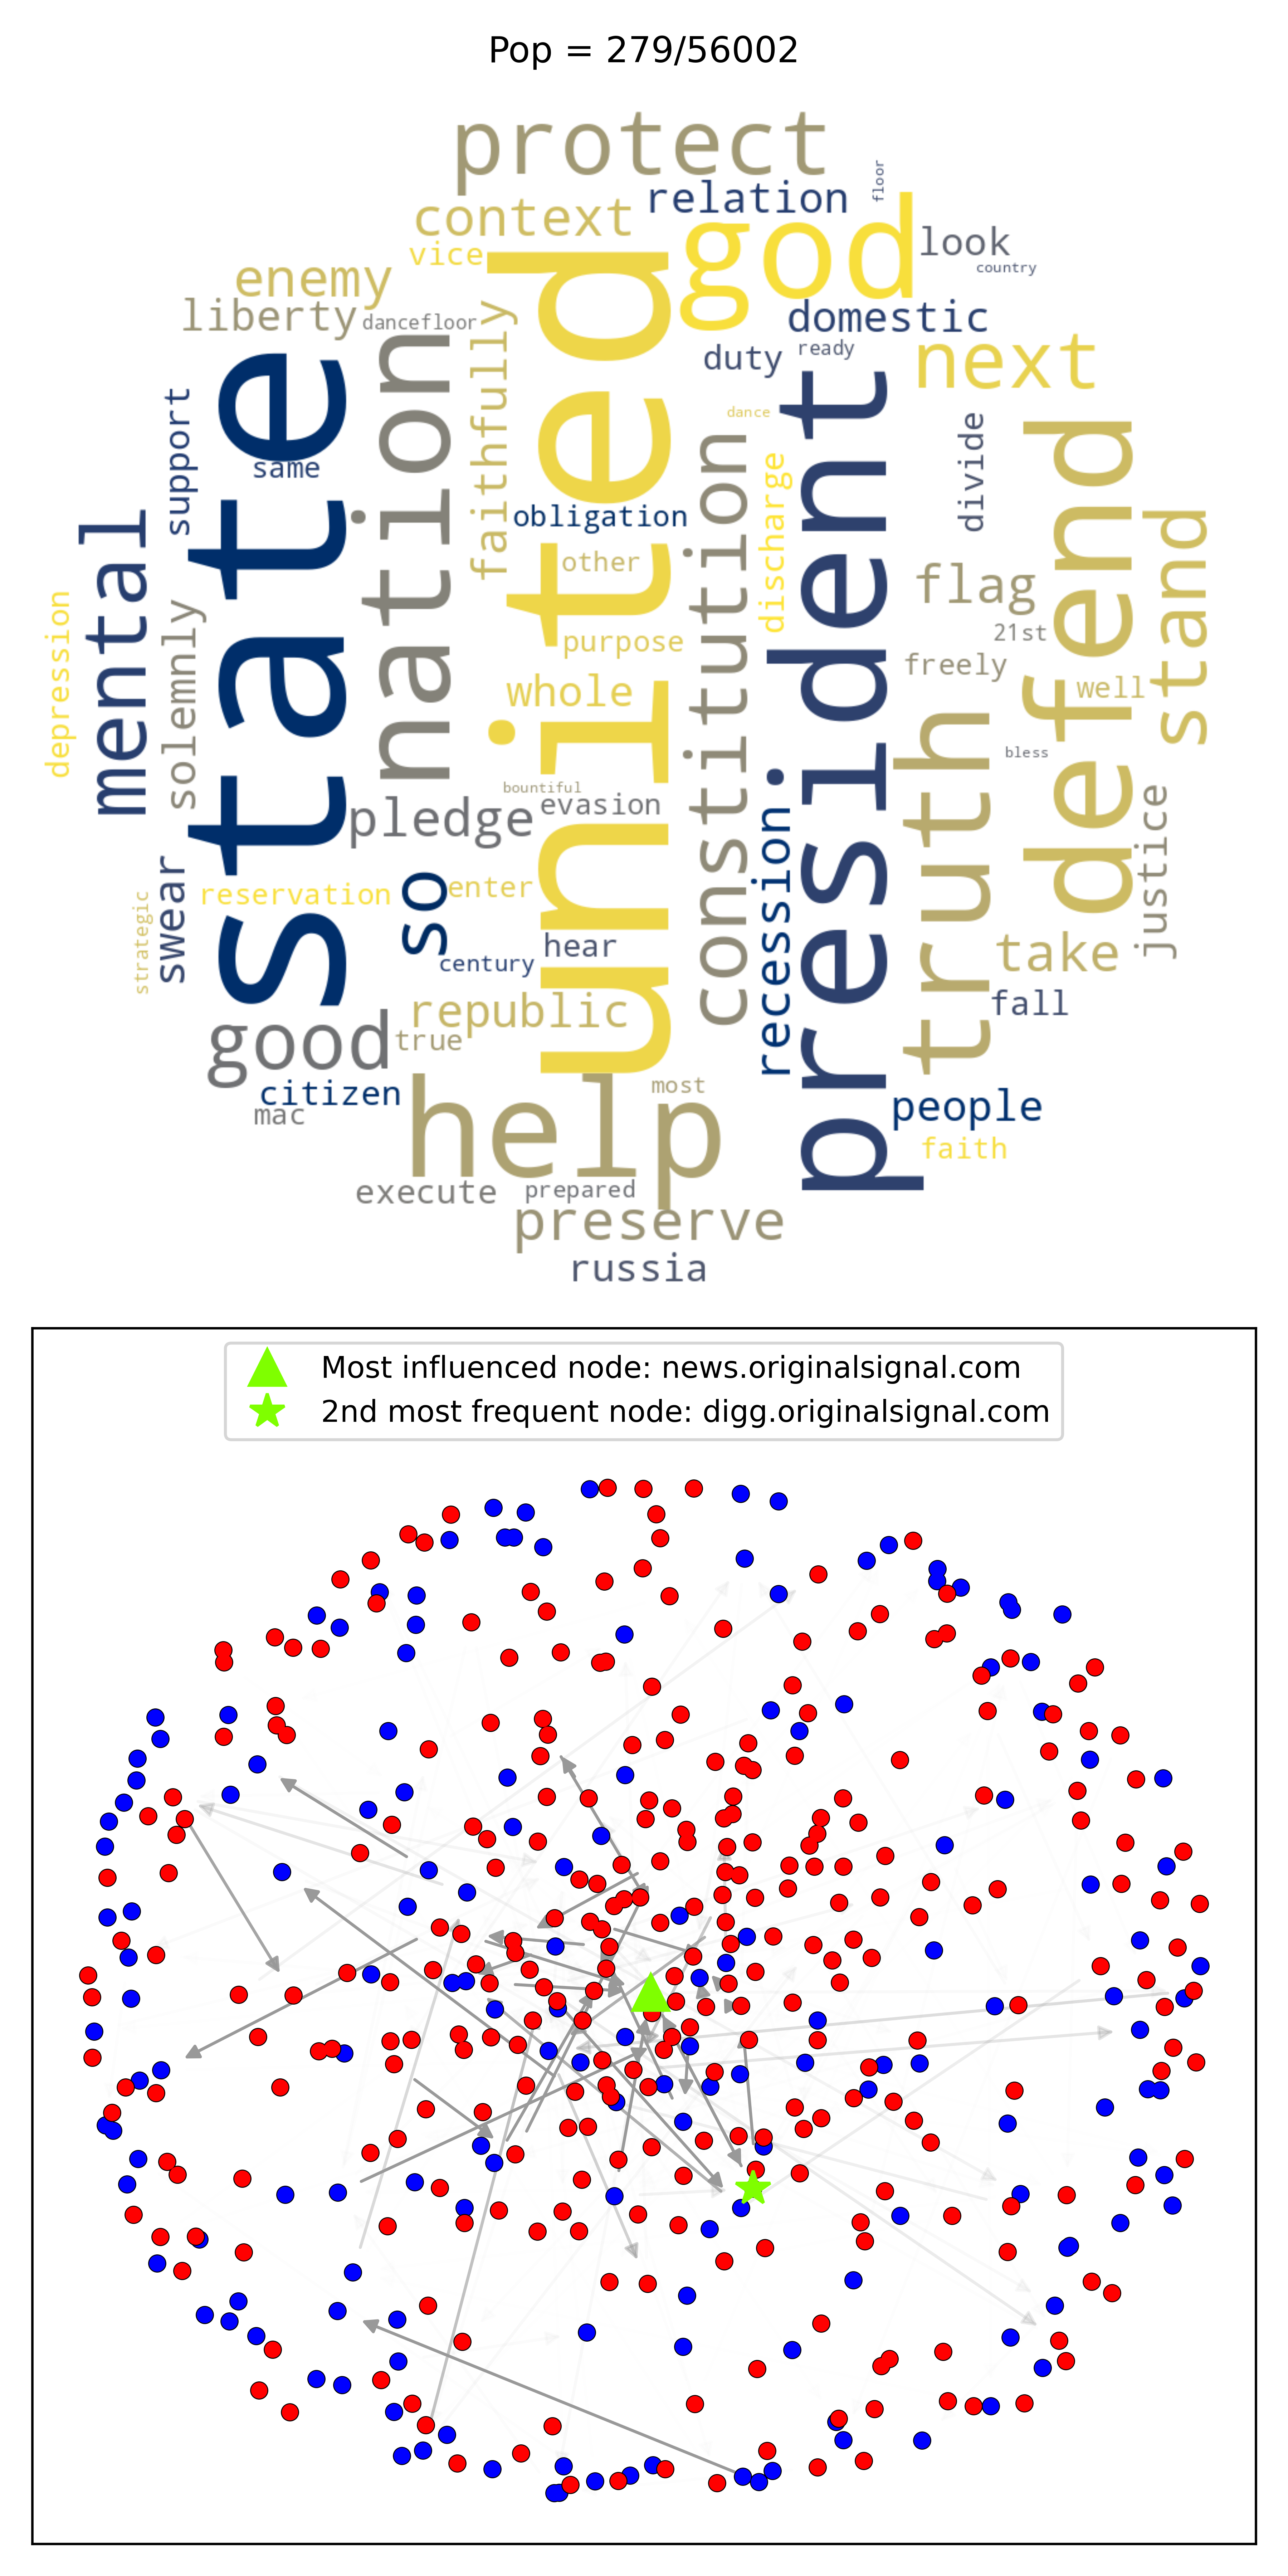 Pop = 279/56002
protect
relation
floor
context
god
look
vice
country
enemy
united
liberty
dancefloor
domestic
faithfully
nation
duty
ready
next
state
president
support
same
dance
constitution
divide
defend
discharge
obligation
mental
stand
other
flag
depression
solemnly
purpose
21st
freely
whole
well
truth
bountiful
bless
pledge
evasion
recession
justice
swear
so
enter
reservation
strategic
hear
century
take
republic
fall
good
true
citizen
mac
help
most
people
faith
execute
prepared
preserve
russia
Most influenced node: news.originalsignal.com
2nd most frequent node: digg.originalsignal.com